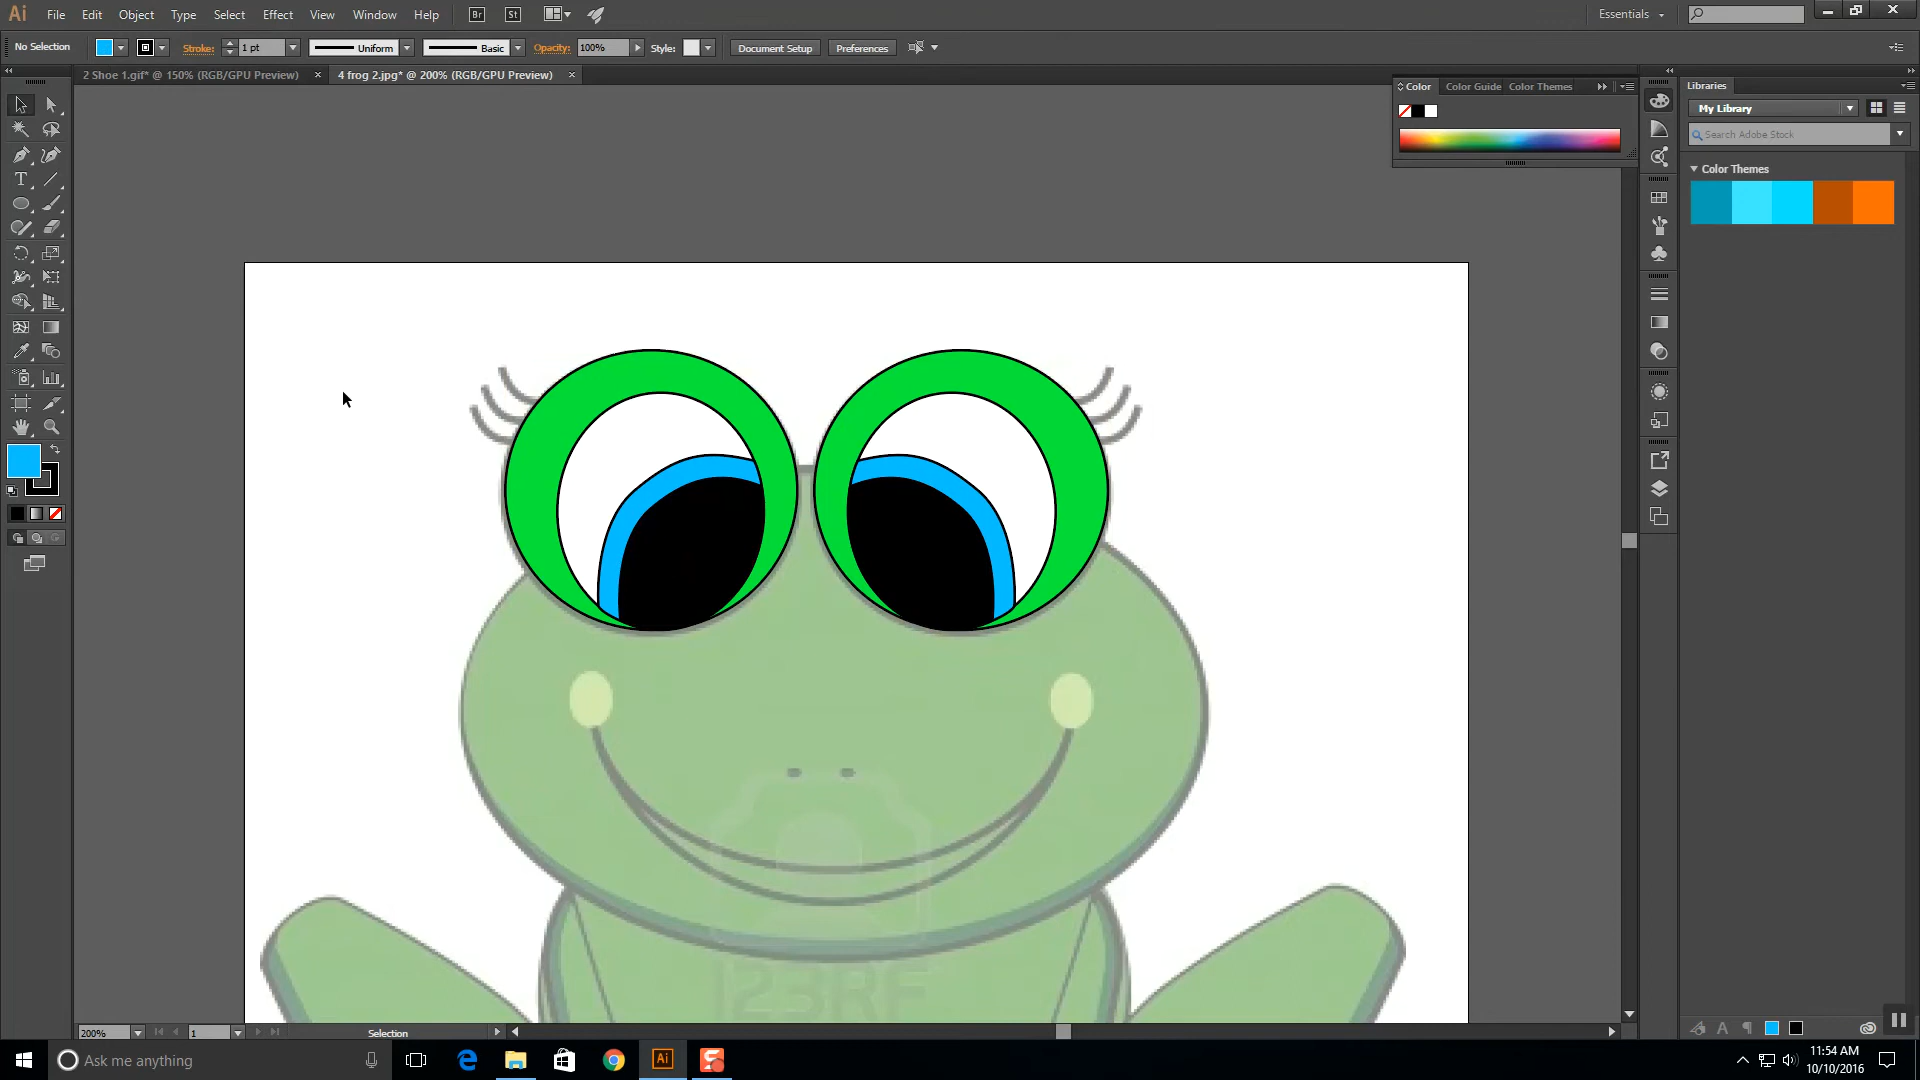 Ai File Edit Object Type Select Effect View Window Help Br St Essentials
No Selection Stroke: 1 pt Uniform Basic Opacity: 100% Style: Document Setup Preferences
2 Shoe 1.gif* @ 150% (RGB/GPU Preview) × 4 frog 2.jpg* @ 200% (RGB/GPU Preview) ×
Color Color Guide Color Themes
Libraries
My Library
Search Adobe Stock
Color Themes
T
123RF
200% 1 Selection
Ask me anything
Ai
11:54 AM
10/10/2016